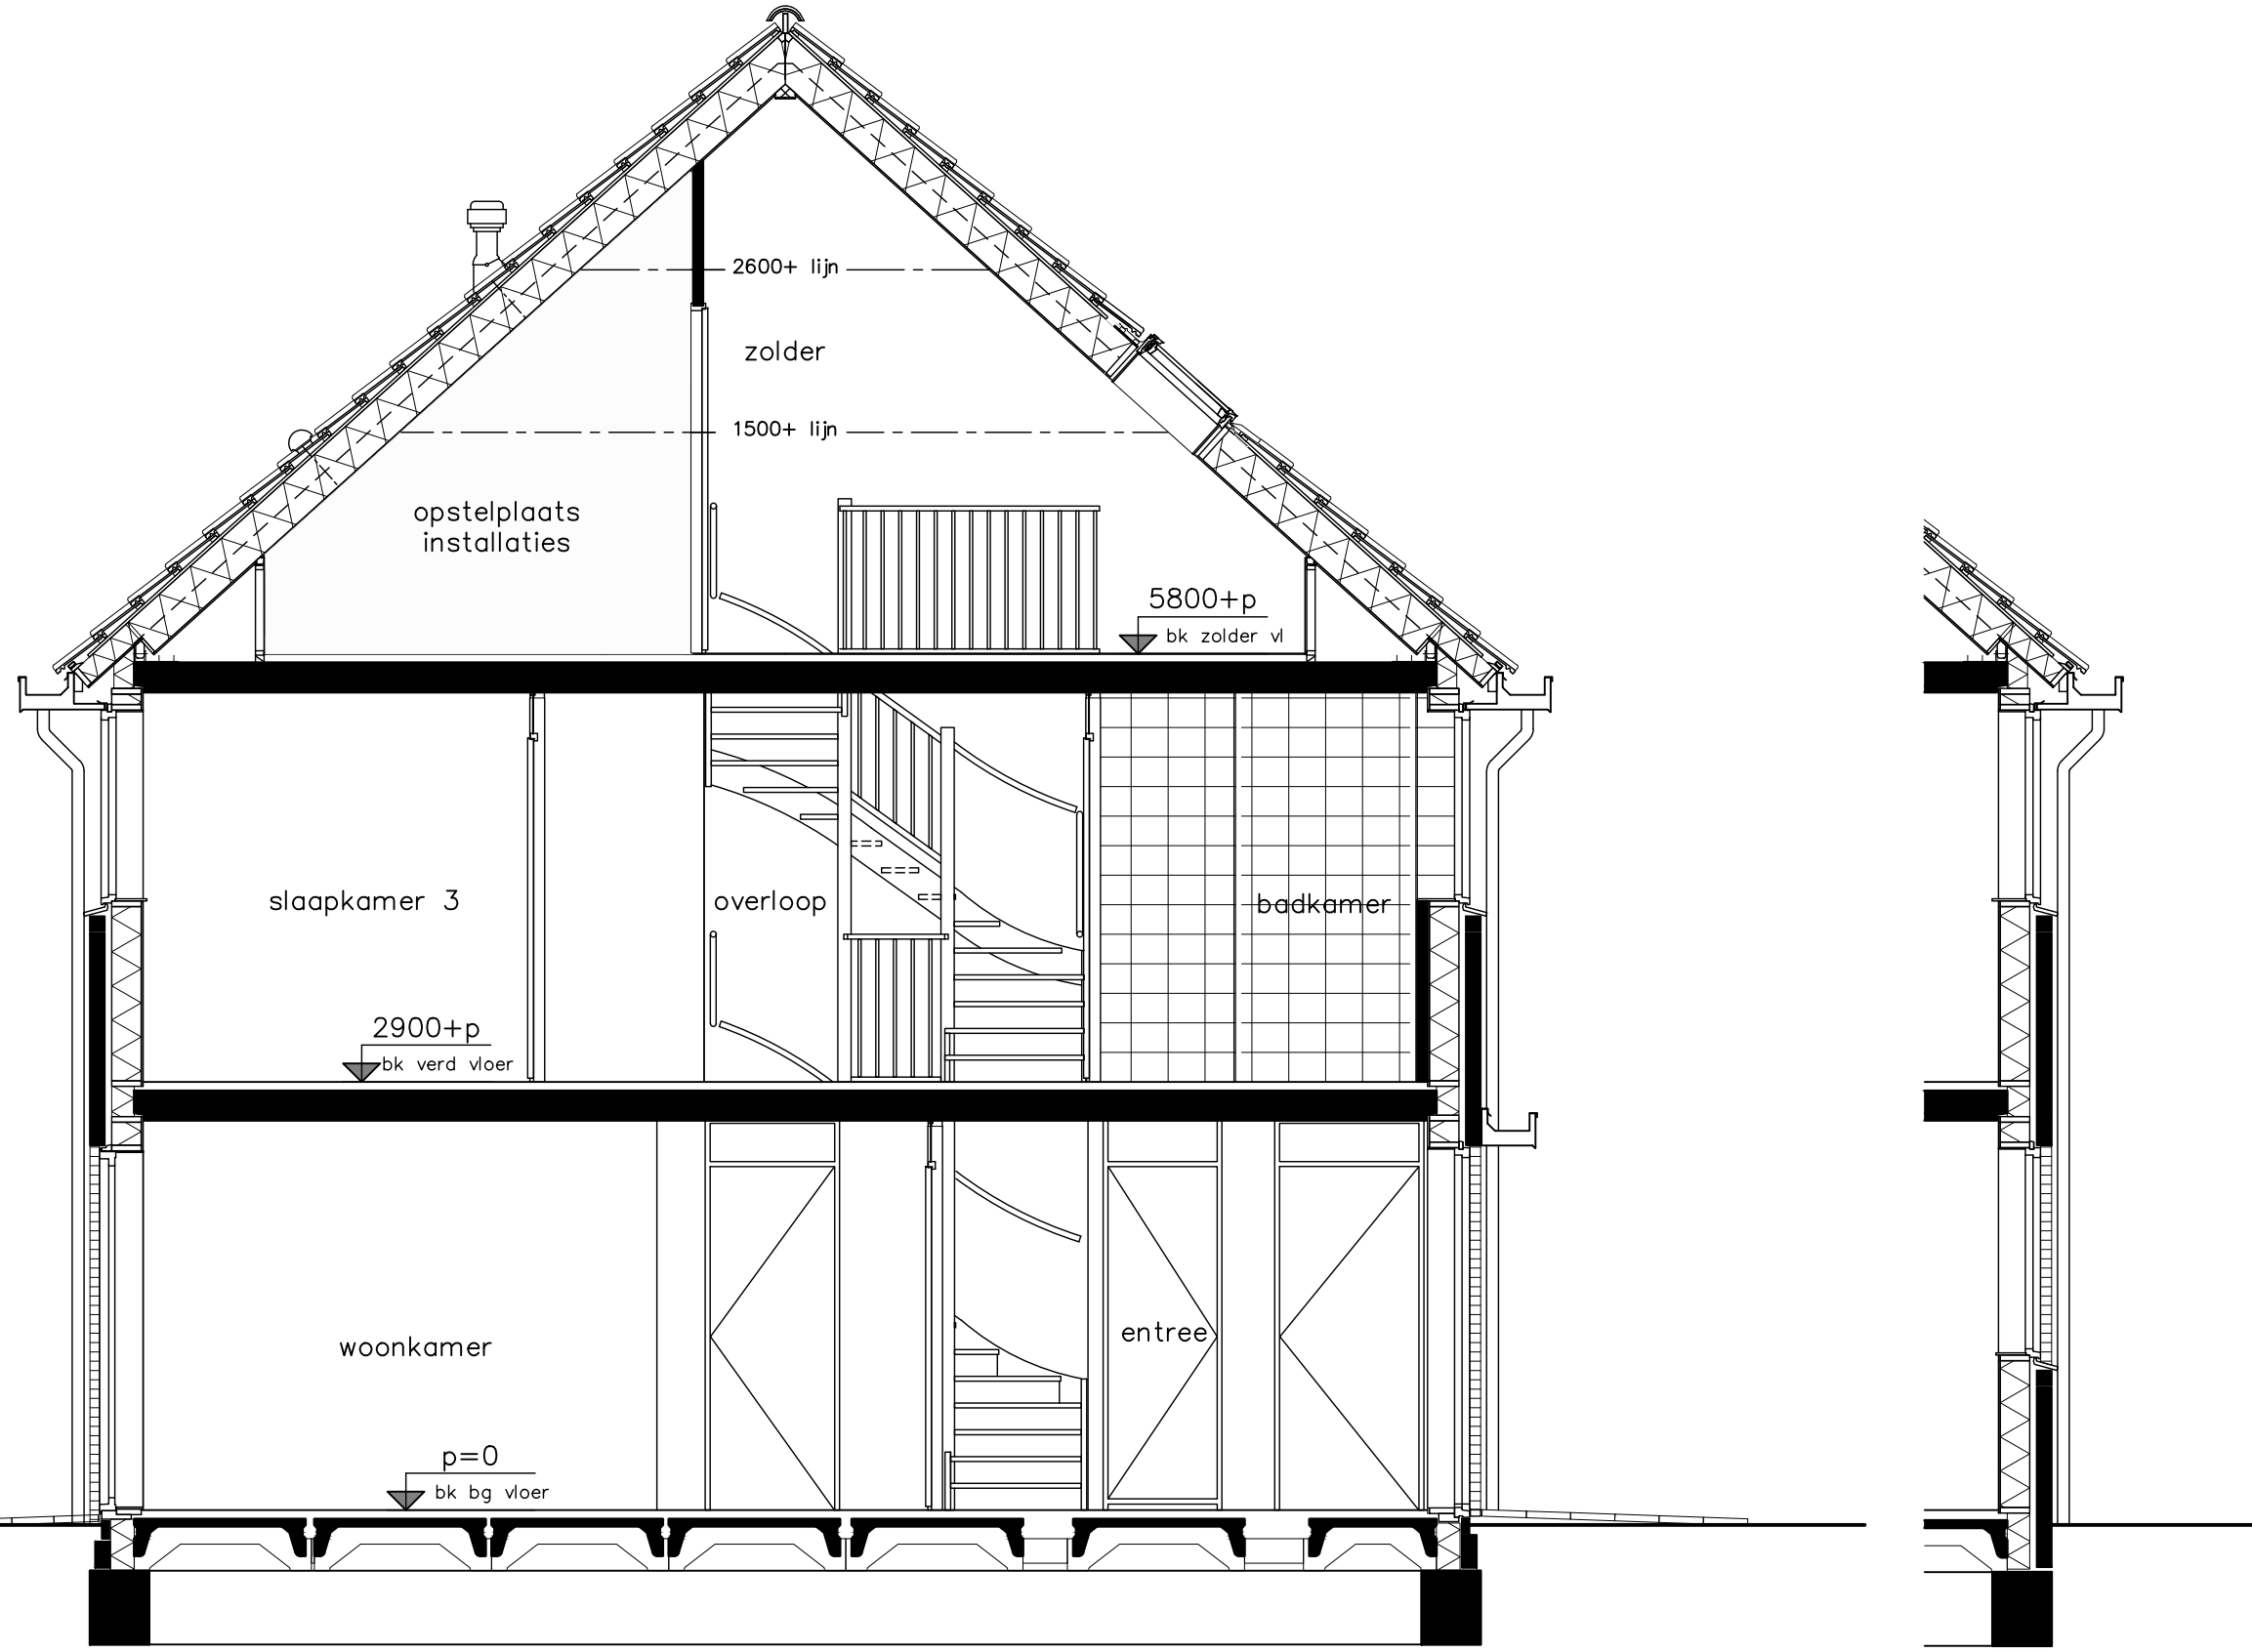 2600+ lijn
zolder
1500+ lijn
opstelplaats
installaties
5800+p
bk zolder vl
slaapkamer 3
overloop
badkamer
2900+p
bk verd vloer
woonkamer
entree
p=0
bk bg vloer